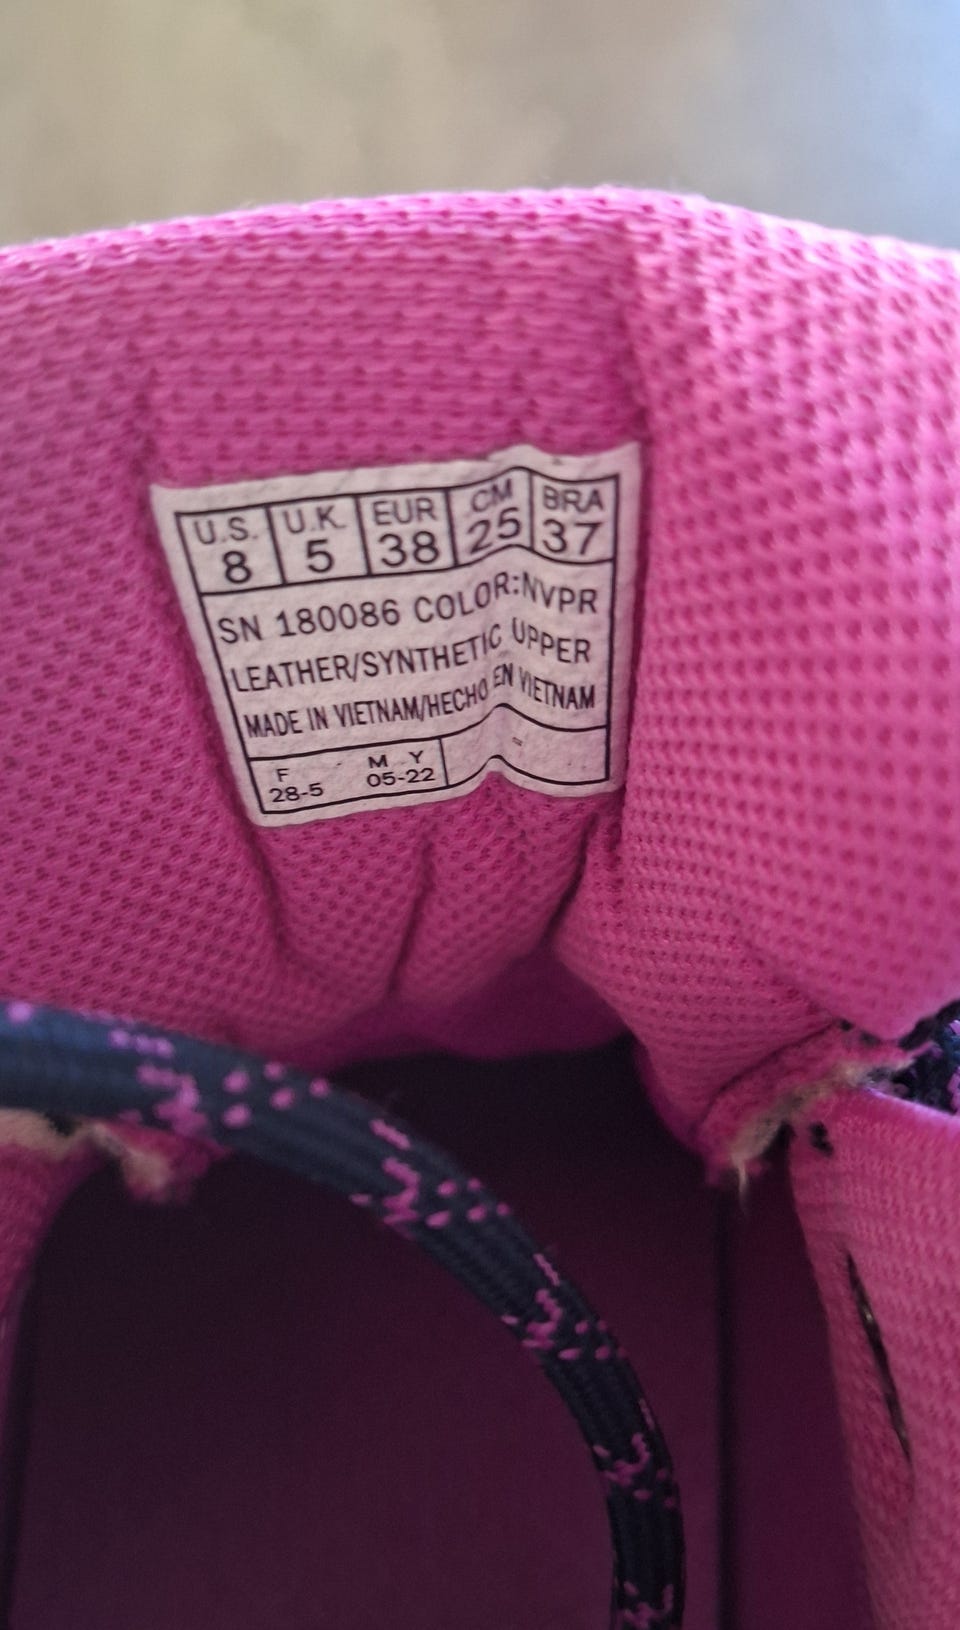 U.S. U.K. EUR CM BRA
8 5 38 25 37
SN 180086 COLOR:NVPR
LEATHER/SYNTHETIC UPPER
MADE IN VIETNAM/HECHO EN VIETNAM
F M Y
28-5 05-22